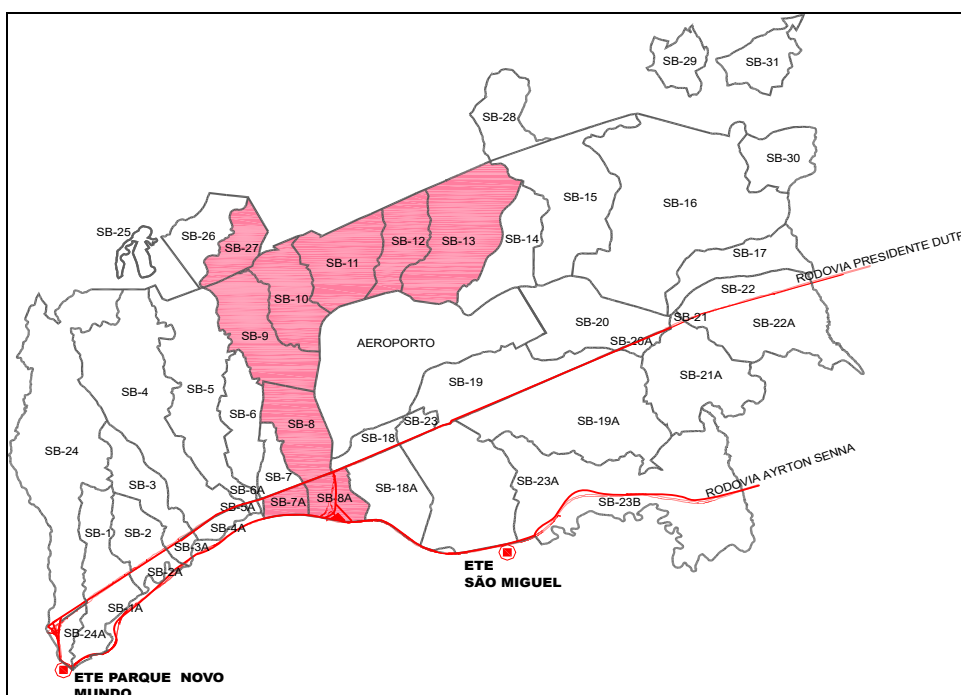 SB-29
SB-31
SB-28
SB-30
SB-15
SB-16
SB-25
SB-26
SB-27
SB-12
SB-13
SB-14
SB-11
SB-17
RODOVIA PRESIDENTE DUTR
SB-22
SB-10
SB-9
AEROPORTO
SB-20
SB-21
SB-22A
SB-20A
SB-4
SB-5
SB-19
SB-21A
SB-6
SB-8
SB-23
SB-19A
SB-18
SB-24
SB-3
SB-7
SB-6A
SB-18A
SB-23A
RODOVIA AYRTON SENNA
SB-23B
SB-1
SB-2
SB-5A
SB-7A
SB-8A
SB-4A
SB-3A
SB-2A
ETE
SÃO MIGUEL
SB-1A
SB-24A
ETE PARQUE NOVO
MUNDO